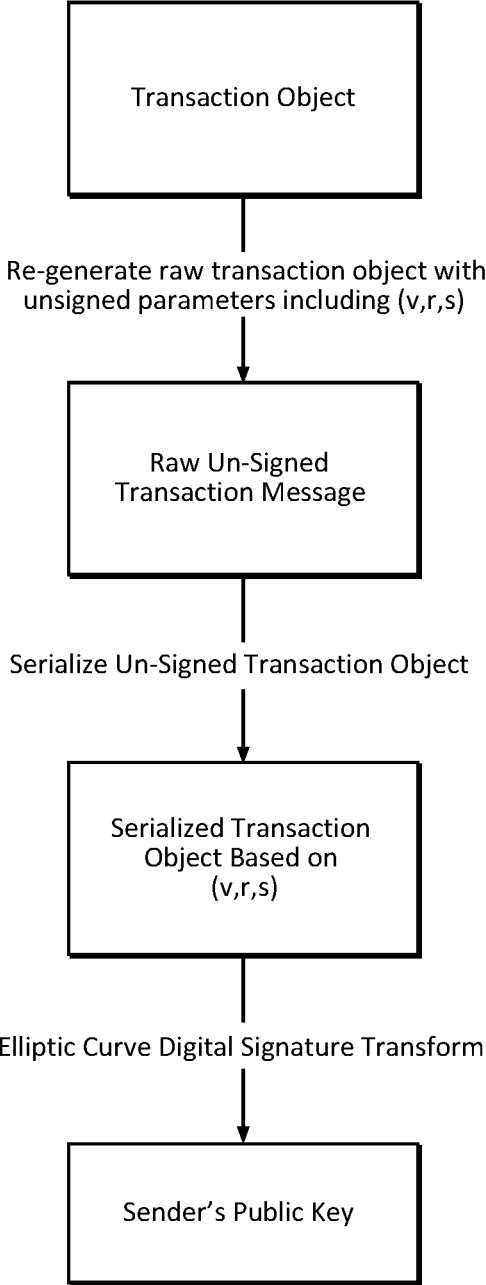 Transaction Object
Re-generate raw transaction object with
unsigned parameters including (v,r,s)
Raw Un-Signed
Transaction Message
Serialize Un-Signed Transaction Object
Serialized Transaction
Object Based on
(v,r,s)
Elliptic Curve Digital Signature Transform
Sender’s Public Key